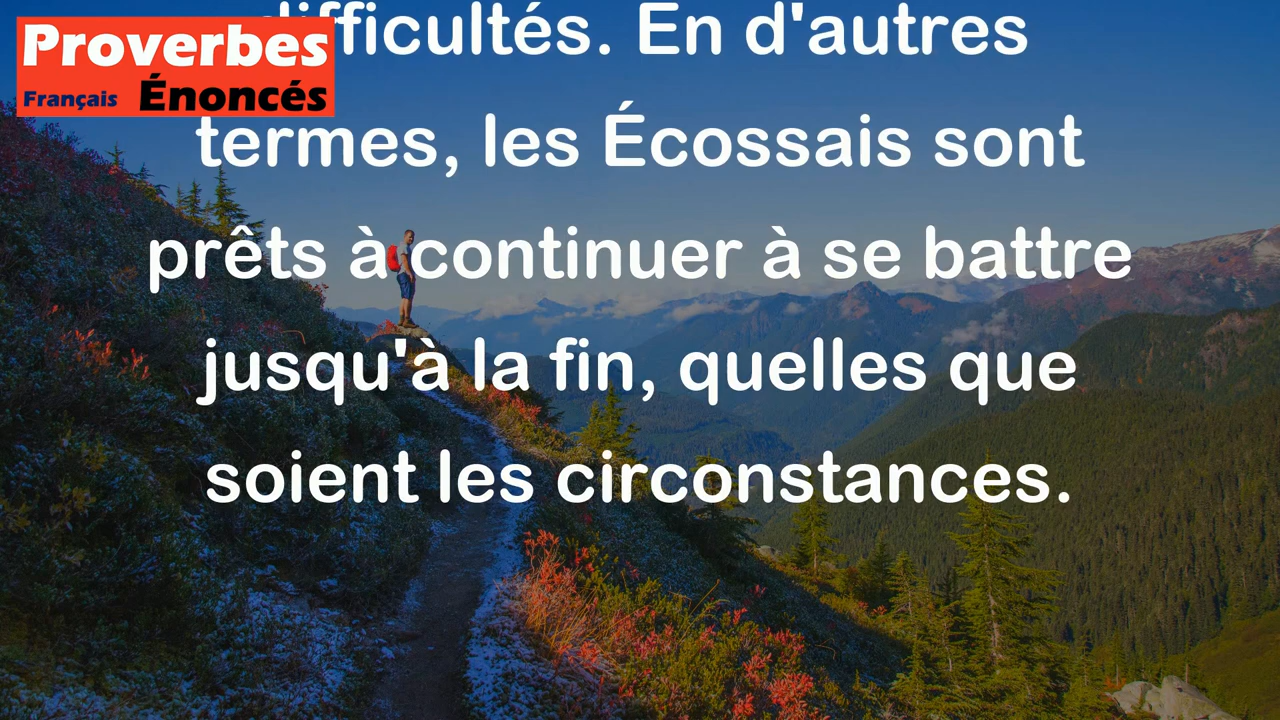 Proverbes
Français Énoncés
difficultés. En d'autres
termes, les Écossais sont
prêts à continuer à se battre
jusqu'à la fin, quelles que
soient les circonstances.